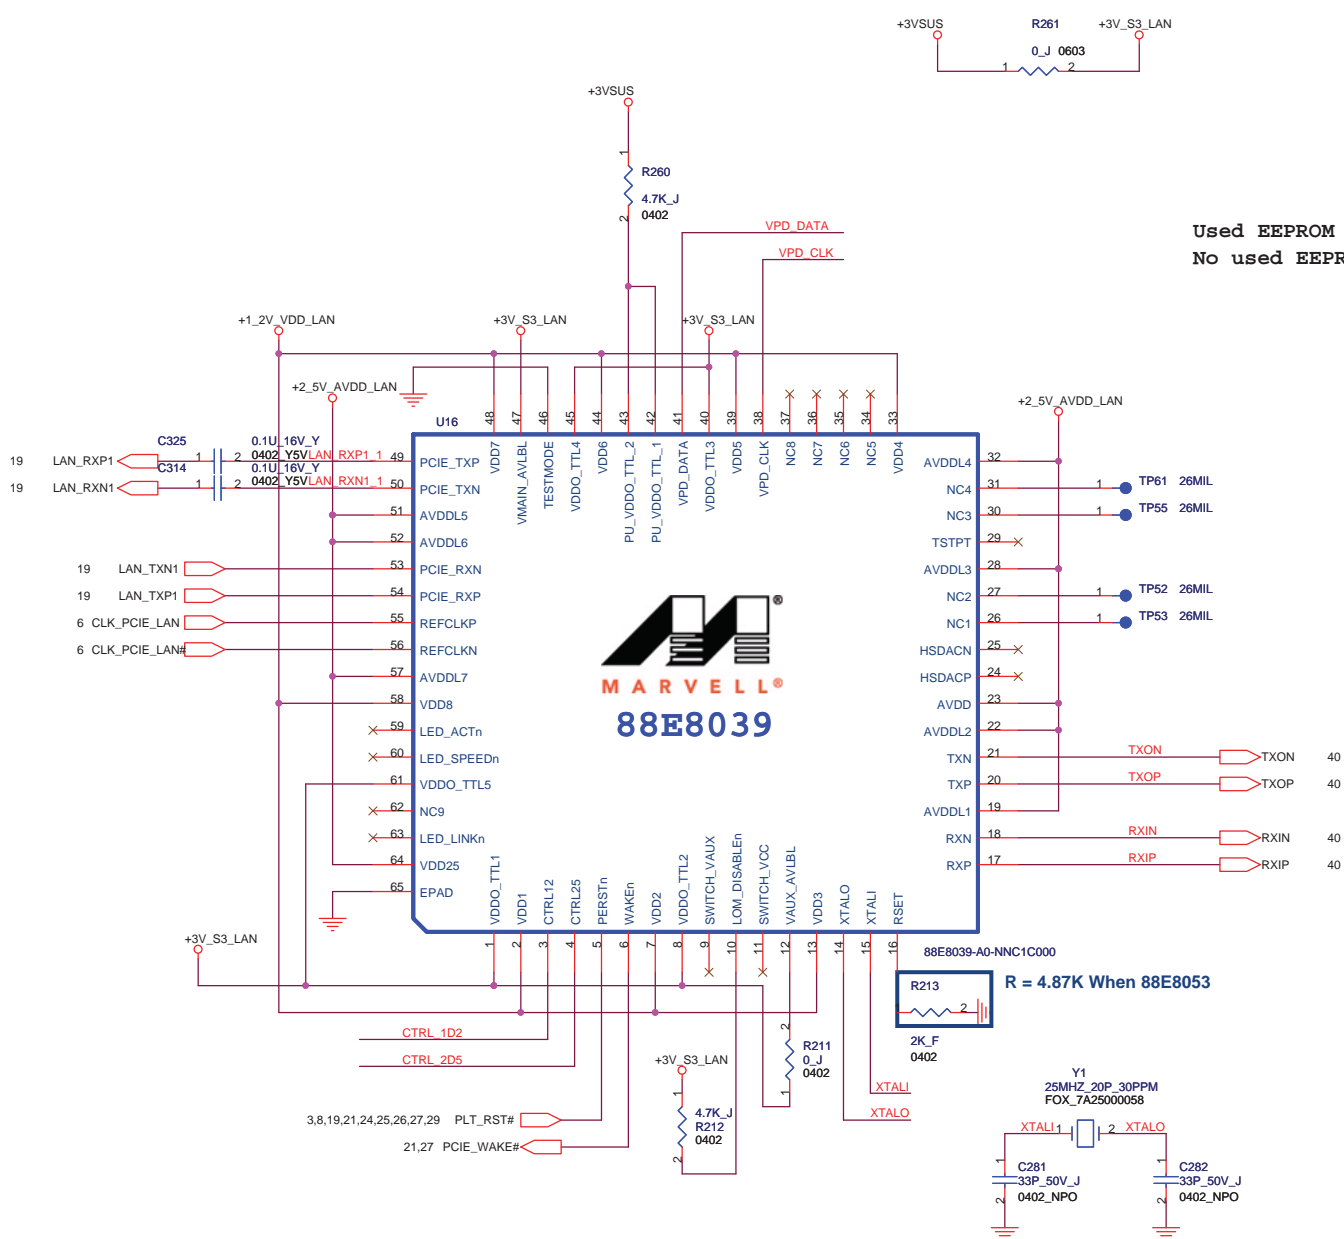 +3VSUS R261 +3V_S3_LAN
0_J 0603
1 2
+3VSUS
1
R260
4.7K_J
2 0402
VPD_DATA
VPD_CLK
Used EEPROM
No used EEPR
+1_2V_VDD_LAN +3V_S3_LAN +3V_S3_LAN
+2_5V_AVDD_LAN +2_5V_AVDD_LAN
U16
48 47 46 45 44 43 42 41 40 39 38 37 36 35 34 33
VDD7 VMAIN_AVLBL TESTMODE VDDO_TTL4 VDD6 PU_VDDO_TTL_2 PU_VDDO_TTL_1 VPD_DATA VDDO_TTL3 VDD5 VPD_CLK NC8 NC7 NC6 NC5 VDD4
C325 0.1U_16V_Y
19 LAN_RXP1 1 2 0402_Y5V LAN_RXP1_1 49 PCIE_TXP
C314 0.1U_16V_Y
19 LAN_RXN1 1 2 0402_Y5V LAN_RXN1_1 50 PCIE_TXN
51 AVDDL5
52 AVDDL6
19 LAN_TXN1 53 PCIE_RXN
19 LAN_TXP1 54 PCIE_RXP
6 CLK_PCIE_LAN 55 REFCLKP
6 CLK_PCIE_LAN# 56 REFCLKN
57 AVDDL7
58 VDD8
59 LED_ACTn
60 LED_SPEEDn
61 VDDO_TTL5
62 NC9
63 LED_LINKn
64 VDD25
65 EPAD
MARVELL®
®
88E8039
AVDDL4 32
NC4 31 1 TP61 26MIL
NC3 30 1 TP55 26MIL
TSTPT 29
AVDDL3 28
NC2 27 1 TP52 26MIL
NC1 26 1 TP53 26MIL
HSDACN 25
HSDACP 24
AVDD 23
AVDDL2 22
TXN 21 TXON TXON 40
TXP 20 TXOP TXOP 40
AVDDL1 19
RXN 18 RXIN RXIN 40
RXP 17 RXIP RXIP 40
VDDO_TTL1 VDD1 CTRL12 CTRL25 PERSTn WAKEn VDD2 VDDO_TTL2 SWITCH_VAUX LOM_DISABLEn SWITCH_VCC VAUX_AVLBL VDD3 XTALO XTALI RSET
1 2 3 4 5 6 7 8 9 10 11 12 13 14 15 16
+3V_S3_LAN
88E8039-A0-NNC1C000
R213 R = 4.87K When 88E8053
1 2
2K_F
0402
CTRL_1D2
CTRL_2D5
2
R211
0_J
0402
1
+3V_S3_LAN
1
4.7K_J
R212
0402
2
XTALI
XTALO
3,8,19,21,24,25,26,27,29 PLT_RST#
21,27 PCIE_WAKE#
Y1
25MHZ_20P_30PPM
FOX_7A25000058
XTALI 1 2 XTALO
1 C281 1 C282
33P_50V_J 33P_50V_J
2 0402_NPO 2 0402_NPO